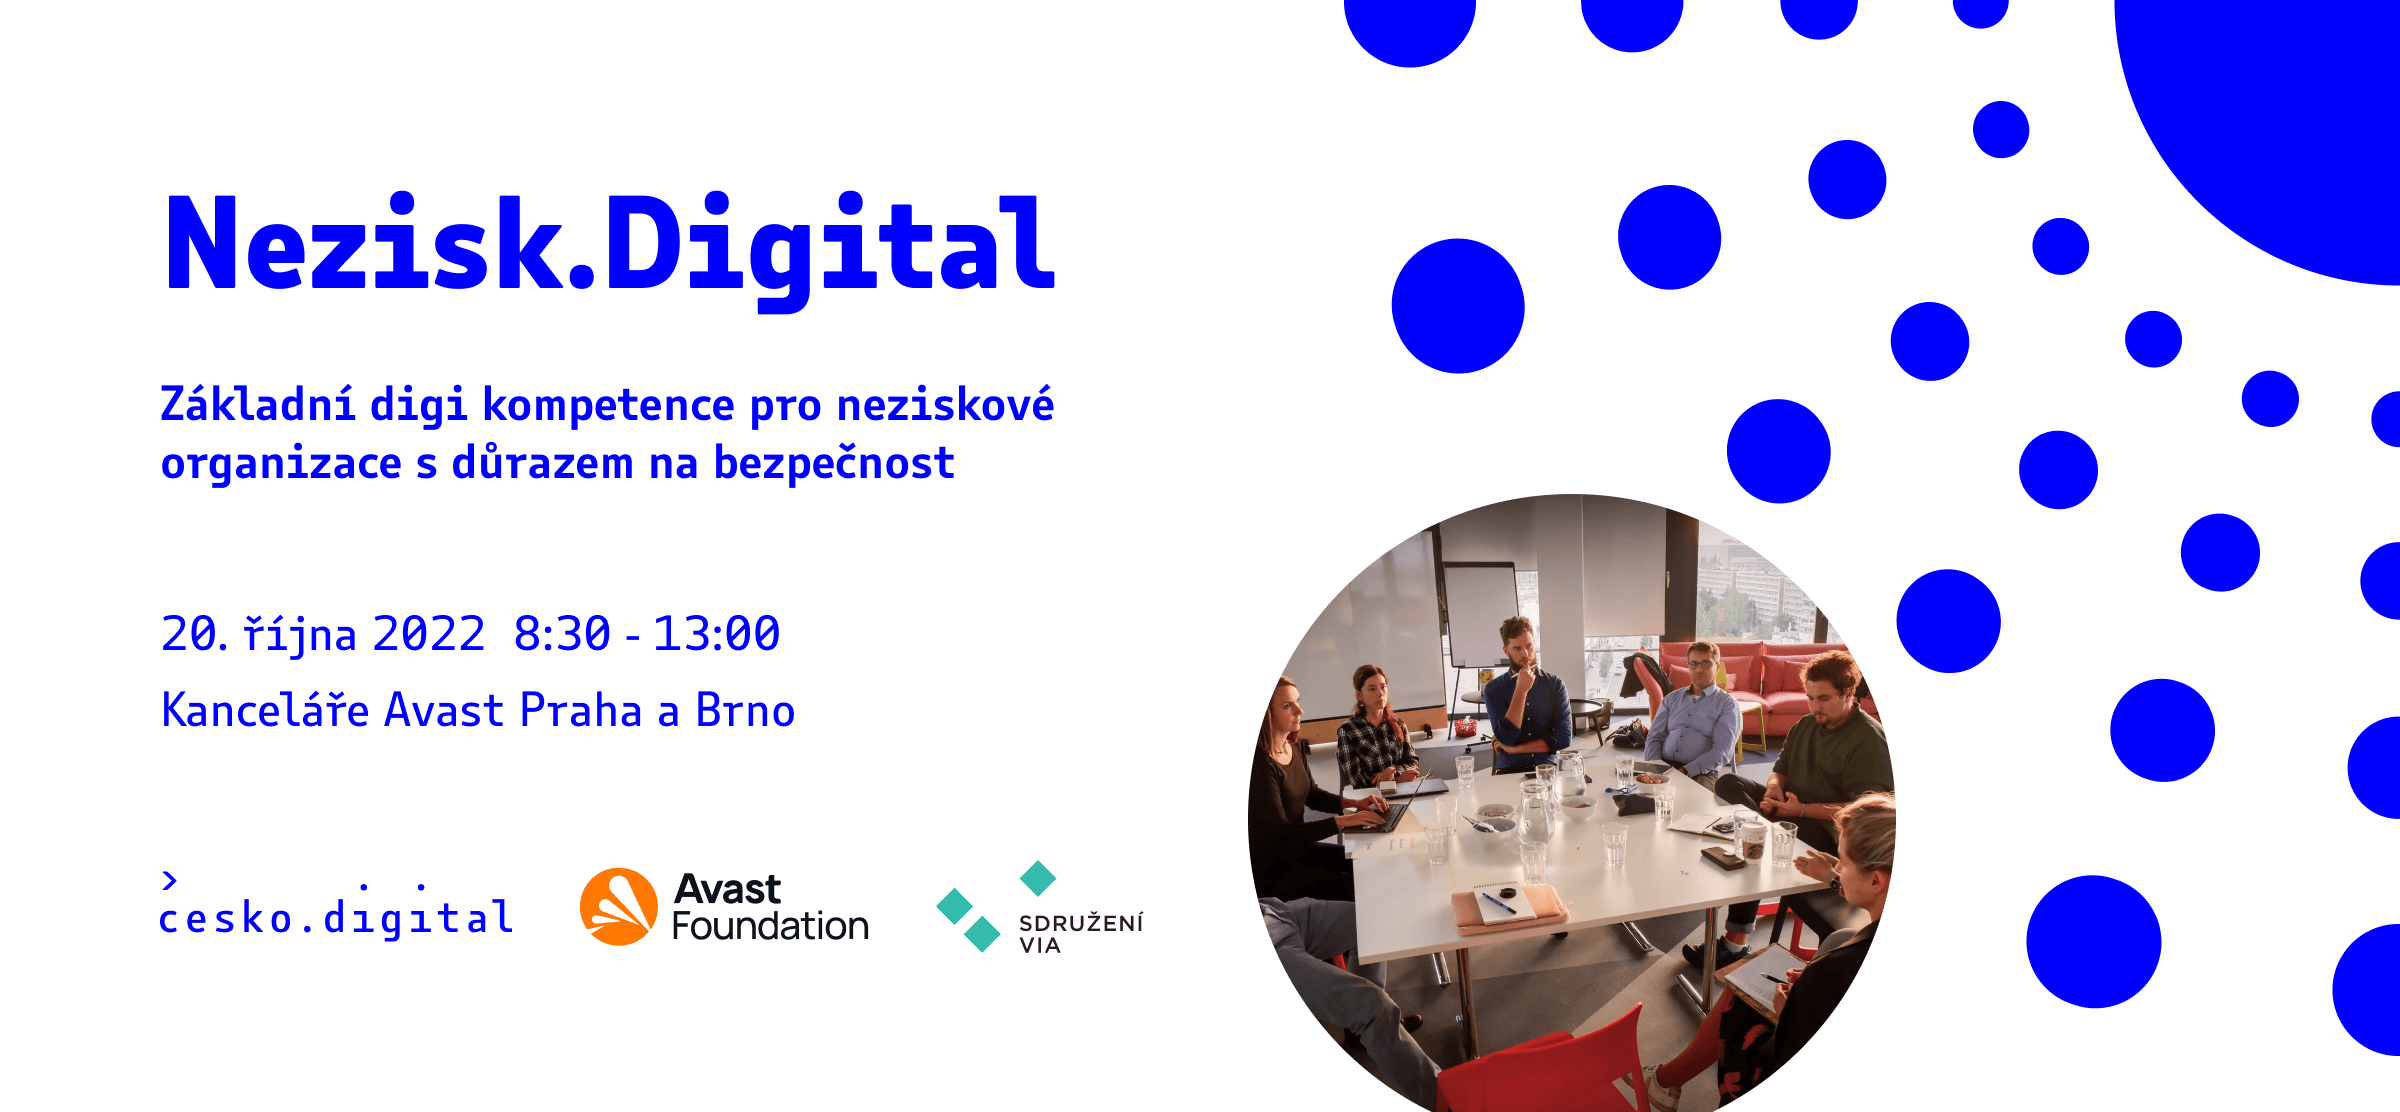 Nezisk.Digital
Základní digi kompetence pro neziskové
organizace s důrazem na bezpečnost
20. října 2022 8:30 - 13:00
Kanceláře Avast Praha a Brno
>
cesko.digital
Avast
Foundation
SDRUŽENÍ
VIA